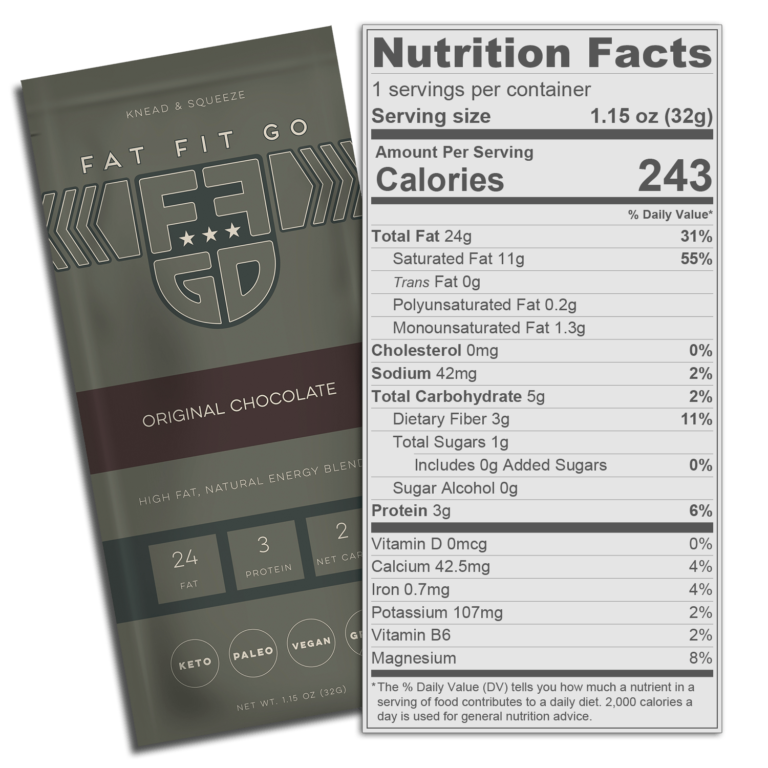 KNEAD & SQUEEZE
FAT FIT GO
FF
GO
ORIGINAL CHOCOLATE
HIGH FAT, NATURAL ENERGY BLEND
24
FAT
3
PROTEIN
2
NET
KETO
PALEO
VEGAN
NET WT. 1.15 OZ (32G)
Nutrition Facts
1 servings per container
Serving size 1.15 oz (32g)
Amount Per Serving
Calories 243
% Daily Value*
Total Fat 24g 31%
Saturated Fat 11g 55%
Trans Fat 0g
Polyunsaturated Fat 0.2g
Monounsaturated Fat 1.3g
Cholesterol 0mg 0%
Sodium 42mg 2%
Total Carbohydrate 5g 2%
Dietary Fiber 3g 11%
Total Sugars 1g
Includes 0g Added Sugars 0%
Sugar Alcohol 0g
Protein 3g 6%
Vitamin D 0mcg 0%
Calcium 42.5mg 4%
Iron 0.7mg 4%
Potassium 107mg 2%
Vitamin B6 2%
Magnesium 8%
*The % Daily Value (DV) tells you how much a nutrient in a
serving of food contributes to a daily diet. 2,000 calories a
day is used for general nutrition advice.